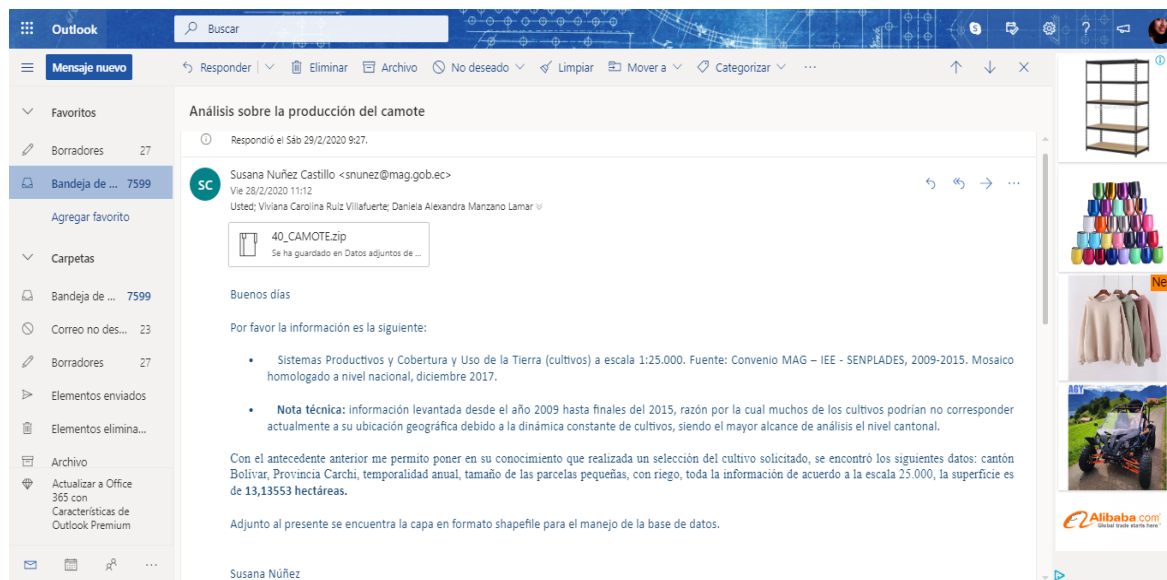 Outlook
Buscar
Mensaje nuevo
Responder
Eliminar
Archivo
No deseado
Limpiar
Mover a
Categorizar
Favoritos
Borradores 27
Bandeja de ... 7599
Agregar favorito
Carpetas
Bandeja de ... 7599
Correo no des... 23
Borradores 27
Elementos enviados
Elementos elimina...
Archivo
Actualizar a Office
365 con
Características de
Outlook Premium
Análisis sobre la producción del camote
Respondió el Sáb 29/2/2020 9:27.
SC
Susana Nuñez Castillo <snunez@mag.gob.ec>
Vie 28/2/2020 11:12
Usted; Viviana Carolina Ruiz Villafuerte; Daniela Alexandra Manzano Lamar
40_CAMOTE.zip
Se ha guardado en Datos adjuntos de ...
Buenos días
Por favor la información es la siguiente:
• Sistemas Productivos y Cobertura y Uso de la Tierra (cultivos) a escala 1:25.000. Fuente: Convenio MAG – IEE - SENPLADES, 2009-2015. Mosaico
homologado a nivel nacional, diciembre 2017.
• Nota técnica: información levantada desde el año 2009 hasta finales del 2015, razón por la cual muchos de los cultivos podrían no corresponder
actualmente a su ubicación geográfica debido a la dinámica constante de cultivos, siendo el mayor alcance de análisis el nivel cantonal.
Con el antecedente anterior me permito poner en su conocimiento que realizada un selección del cultivo solicitado, se encontró los siguientes datos: cantón
Bolívar, Provincia Carchi, temporalidad anual, tamaño de las parcelas pequeñas, con riego, toda la información de acuerdo a la escala 25.000, la superficie es
de 13,13553 hectáreas.
Adjunto al presente se encuentra la capa en formato shapefile para el manejo de la base de datos.
Susana Núñez
Ne
AGY
Alibaba.com
Global trade starts here